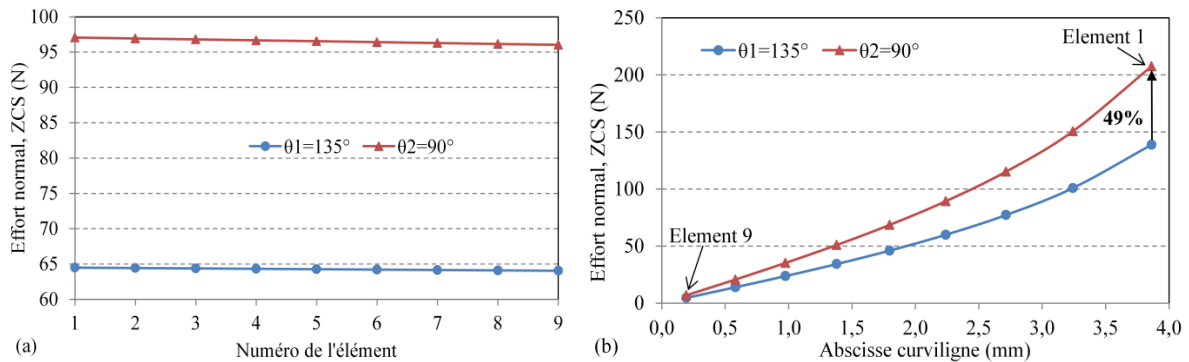 Effort normal, ZCS (N)
100
95
90
85
80
75
70
65
60
θ1=135°
θ2=90°
1 2 3 4 5 6 7 8 9
(a)
Numéro de l'élément
Effort normal, ZCS (N)
250
200
150
100
50
0
θ1=135°
θ2=90°
Element 1
49%
Element 9
0,0 0,5 1,0 1,5 2,0 2,5 3,0 3,5 4,0
(b)
Abscisse curviligne (mm)